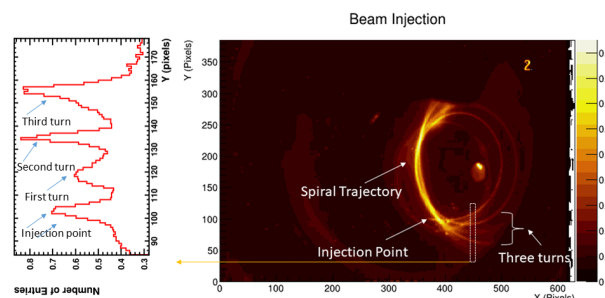 Beam Injection
Y (Pixels)
350
300
250
200
150
100
50
0
0
100
200
300
400
500
600
X (Pixels)
2
Spiral Trajectory
Injection Point
Three turns
Y (pixels)
170
160
150
140
130
120
110
100
90
Third turn
Second turn
First turn
Injection point
0.8
0.7
0.6
0.5
0.4
0.3
Number of Entries